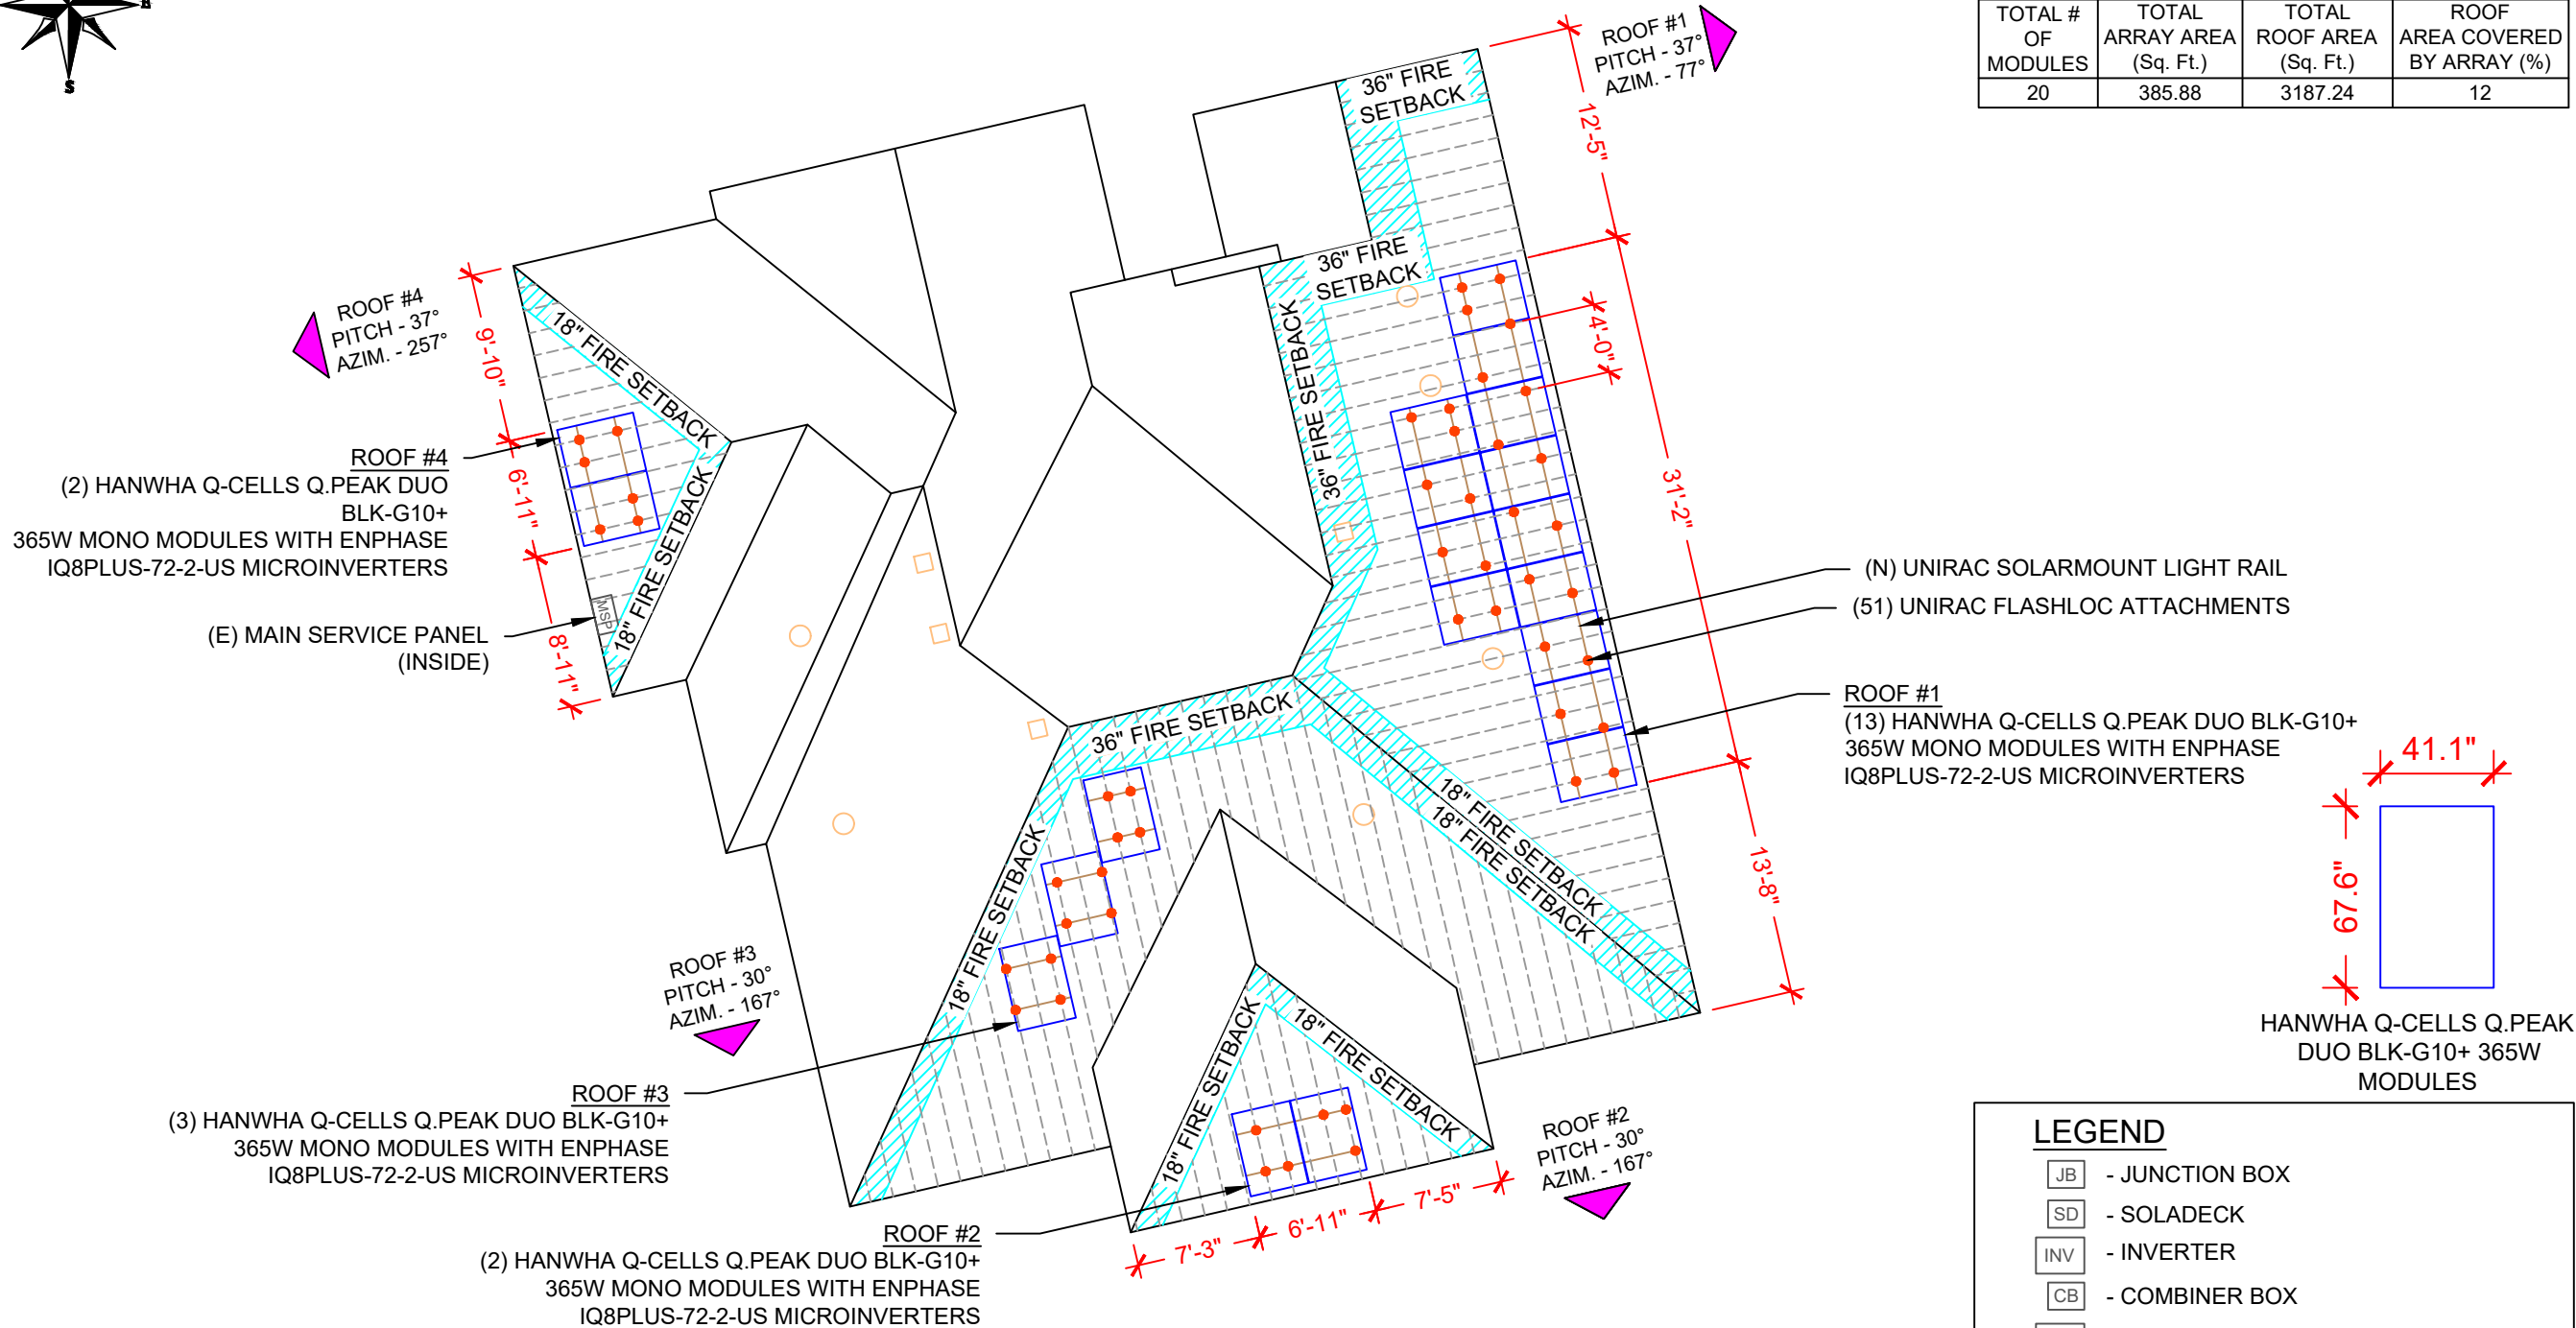 S
TOTAL #
OF
MODULES
TOTAL
ARRAY AREA
(Sq. Ft.)
TOTAL
ROOF AREA
(Sq. Ft.)
ROOF
AREA COVERED
BY ARRAY (%)
20
385.88
3187.24
12
ROOF #1
PITCH - 37°
AZIM. - 77°
36" FIRE
SETBACK
12'-5"
36" FIRE
SETBACK
36" FIRE SETBACK
4'-0"
31'-2"
13'-8"
ROOF #4
PITCH - 37°
AZIM. - 257°
9'-10"
6'-11"
8'-11"
18" FIRE SETBACK
18" FIRE SETBACK
MSP
ROOF #4
(2) HANWHA Q-CELLS Q.PEAK DUO
BLK-G10+
365W MONO MODULES WITH ENPHASE
IQ8PLUS-72-2-US MICROINVERTERS
(E) MAIN SERVICE PANEL
(INSIDE)
(N) UNIRAC SOLARMOUNT LIGHT RAIL
(51) UNIRAC FLASHLOC ATTACHMENTS
ROOF #1
(13) HANWHA Q-CELLS Q.PEAK DUO BLK-G10+
365W MONO MODULES WITH ENPHASE
IQ8PLUS-72-2-US MICROINVERTERS
36" FIRE SETBACK
18" FIRE SETBACK
18" FIRE SETBACK
18" FIRE SETBACK
41.1"
67.6"
HANWHA Q-CELLS Q.PEAK
DUO BLK-G10+ 365W
MODULES
ROOF #3
PITCH - 30°
AZIM. - 167°
ROOF #3
(3) HANWHA Q-CELLS Q.PEAK DUO BLK-G10+
365W MONO MODULES WITH ENPHASE
IQ8PLUS-72-2-US MICROINVERTERS
18" FIRE SETBACK
18" FIRE SETBACK
ROOF #2
PITCH - 30°
AZIM. - 167°
7'-3"
6'-11"
7'-5"
ROOF #2
(2) HANWHA Q-CELLS Q.PEAK DUO BLK-G10+
365W MONO MODULES WITH ENPHASE
IQ8PLUS-72-2-US MICROINVERTERS
LEGEND
JB - JUNCTION BOX
SD - SOLADECK
INV - INVERTER
CB - COMBINER BOX